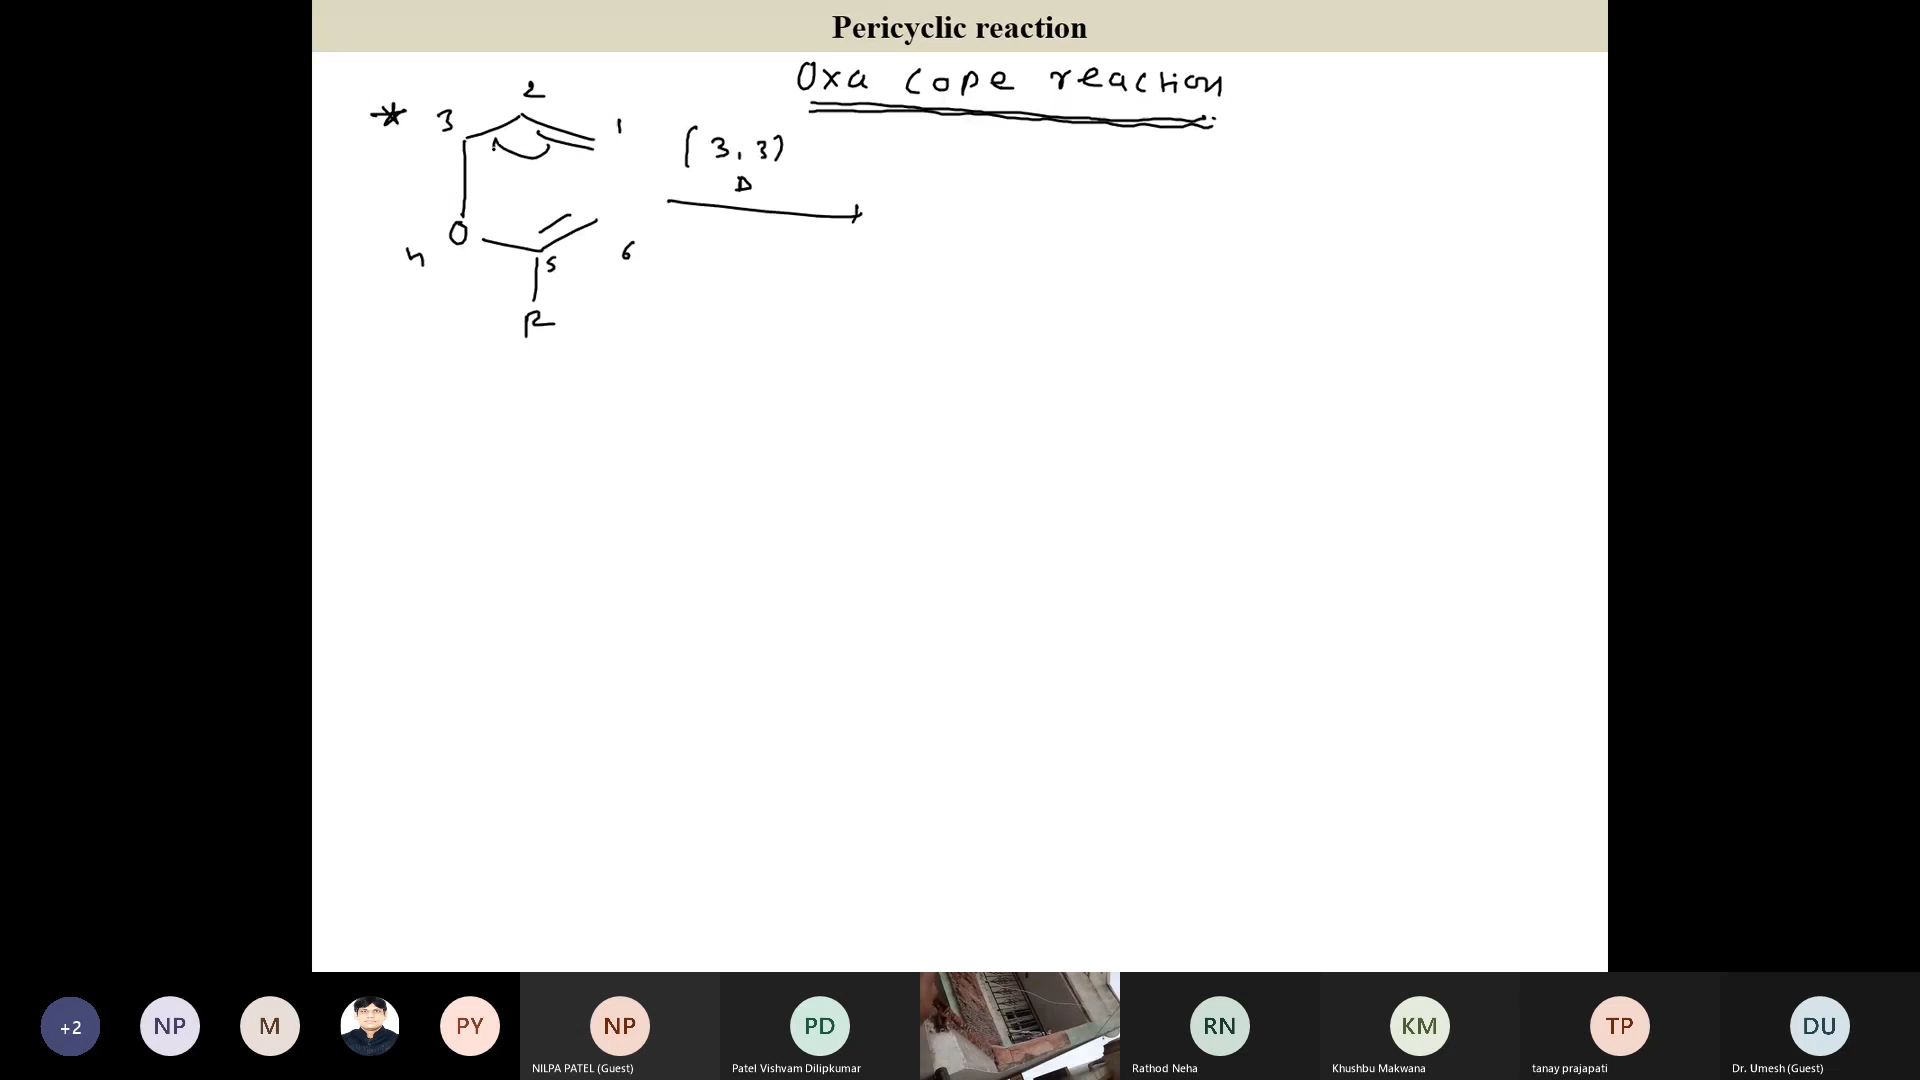 Pericyclic reaction
Oxa Cope reaction
2
3
1
[3,3)
Δ
O
4
5
6
R
+2
NP
M
PY
NP
PD
RN
KM
TP
DU
NILPA PATEL (Guest)
Patel Vishvam Dilipkumar
Rathod Neha
Khushbu Makwana
tanay prajapati
Dr. Umesh (Guest)